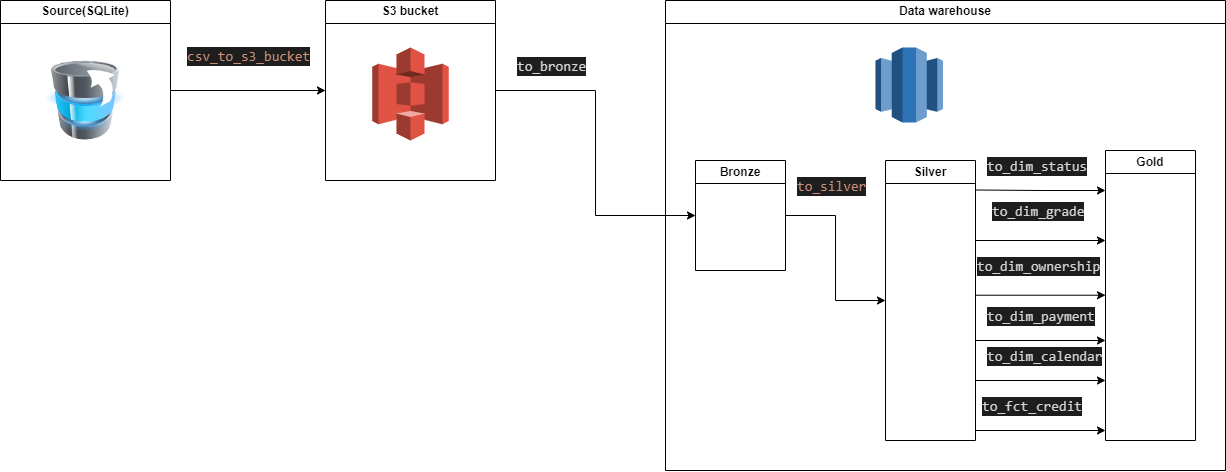 Source(SQLite)
S3 bucket
Data warehouse
csv_to_s3_bucket
to_bronze
Bronze
to_silver
Silver
to_dim_status
Gold
to_dim_grade
to_dim_ownership
to_dim_payment
to_dim_calendar
to_fct_credit